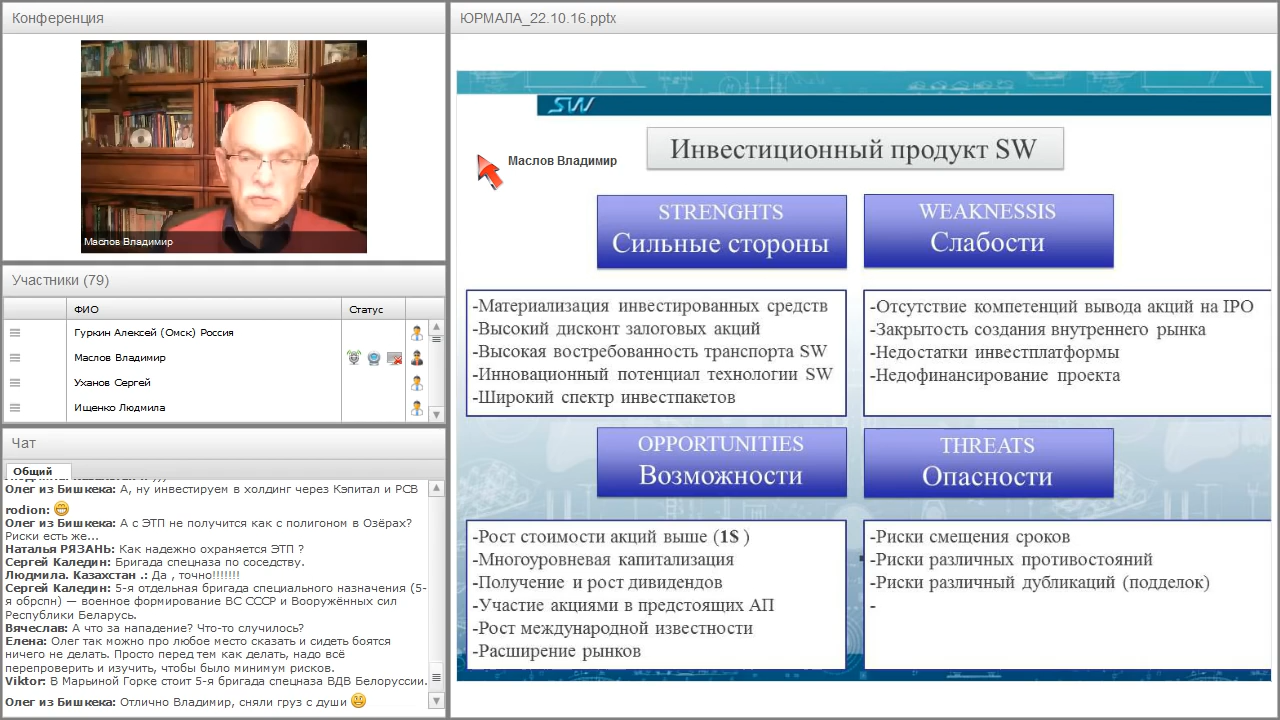 Конференция
Маслов Владимир
Участники (79)
ФИО
Статус
Гуркин Алексей (Омск) Россия
Маслов Владимир
Уханов Сергей
Ищенко Людмила
Чат
Общий
Олег из Бишкека: А, ну инвестируем в холдинг через Кэпитал и РСВ
rodion:
Олег из Бишкека: А с ЭТП не получится как с полигоном в Озёрах?
Риски есть же...
Наталья РЯЗАНЬ: Как надежно охраняется ЭТП ?
Сергей Каледин: Бригада спецназа по соседству.
Людмила. Казахстан .: Да , точно!!!!!!!
Сергей Каледин: 5-я отдельная бригада специального назначения (5-
я обрспн) — военное формирование ВС СССР и Вооружённых сил
Республики Беларусь.
Вячеслав: А что за нападение? Что-то случилось?
Елена: Олег так можно про любое место сказать и сидеть боятся
ничего не делать. Просто перед тем как делать, надо всё
перепроверить и изучить, чтобы было минимум рисков.
Viktor: В Марьиной Горке стоит 5-я бригада спецназа ВДВ Белоруссии.
Олег из Бишкека: Отлично Владимир, сняли груз с души
ЮРМАЛА_22.10.16.pptx
SW
Маслов Владимир
Инвестиционный продукт SW
STRENGHTS
Сильные стороны
WEAKNESSIS
Слабости
-Материализация инвестированных средств
-Высокий дисконт залоговых акций
-Высокая востребованность транспорта SW
-Инновационный потенциал технологии SW
-Широкий спектр инвестпакетов
-Отсутствие компетенций вывода акций на IPO
-Закрытость создания внутреннего рынка
-Недостатки инвестплатформы
-Недофинансирование проекта
OPPORTUNITIES
Возможности
THREATS
Опасности
-Рост стоимости акций выше (1$ )
-Многоуровневая капитализация
-Получение и рост дивидендов
-Участие акциями в предстоящих АП
-Рост международной известности
-Расширение рынков
-Риски смещения сроков
-Риски различных противостояний
-Риски различный дубликаций (подделок)
-